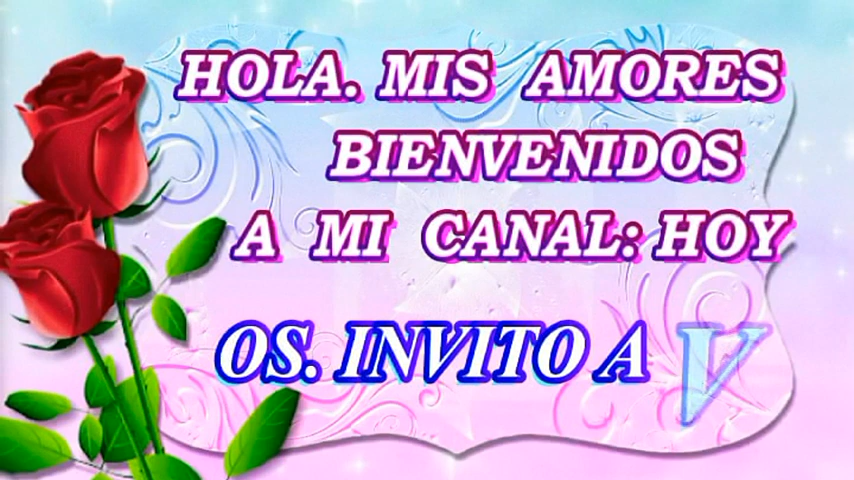 HOLA. MIS AMORES
BIENVENIDOS
A MI CANAL: HOY
OS. INVITO A V